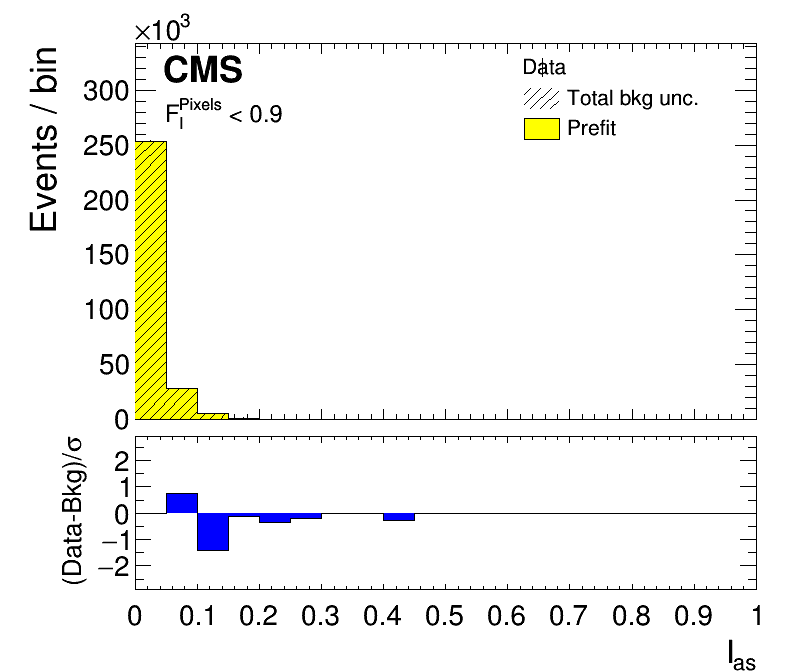 ×10³
CMS
F_I^Pixels < 0.9
Data
Total bkg unc.
Prefit
Events / bin
300
250
200
150
100
50
0
(Data-Bkg)/σ
2
1
0
−1
−2
0 0.1 0.2 0.3 0.4 0.5 0.6 0.7 0.8 0.9 1
I_as